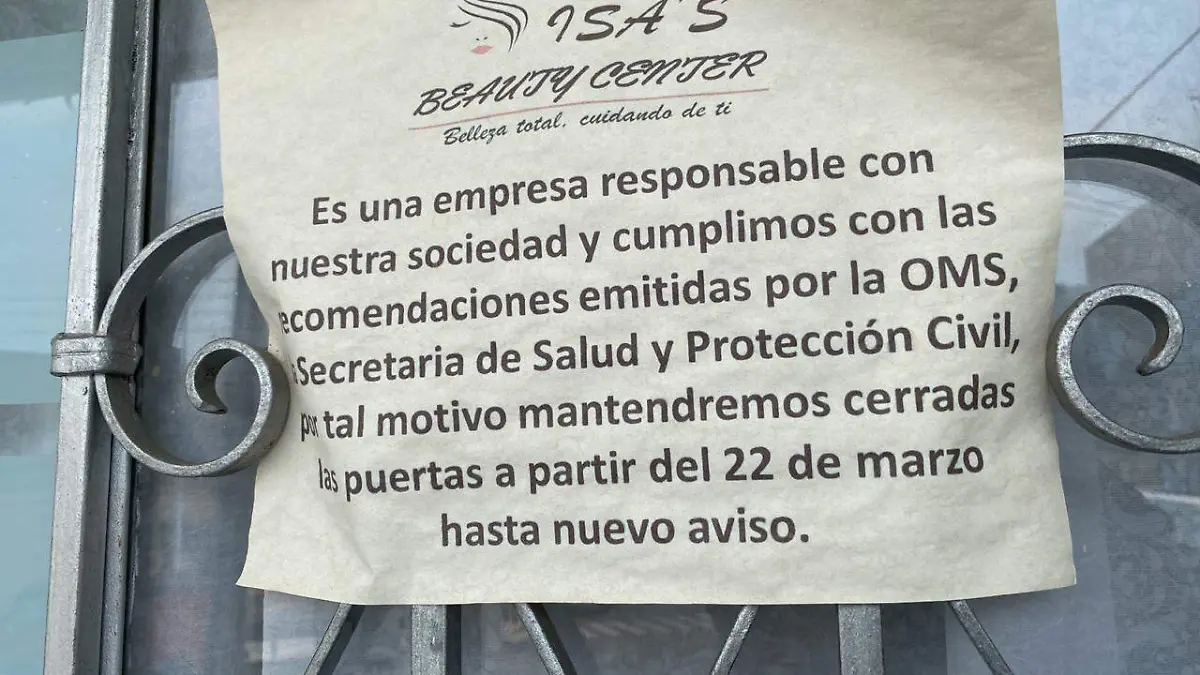 ISA'S
BEAUTY CENTER
Belleza total, cuidando de ti
Es una empresa responsable con
nuestra sociedad y cumplimos con las
ecomendaciones emitidas por la OMS,
Secretaria de Salud y Protección Civil,
por tal motivo mantendremos cerradas
las puertas a partir del 22 de marzo
hasta nuevo aviso.